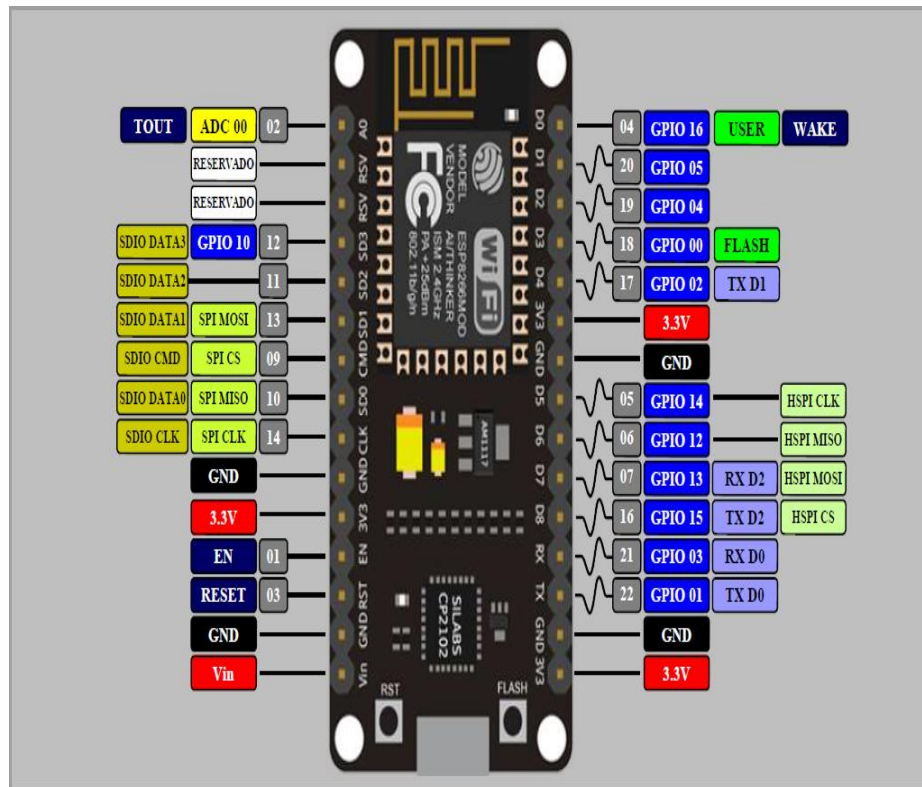 TOUT ADC 00 02 A0
RESERVADO RSV
RESERVADO RSV
SDIO DATA3 GPIO 10 12 SD3
SDIO DATA2 11 SD2
SDIO DATA1 SPI MOSI 13 SD1
SDIO CMD SPI CS 09 CMD
SDIO DATA0 SPI MISO 10 SD0
SDIO CLK SPI CLK 14 CLK
GND GND
3.3V 3V3
EN 01 EN
RESET 03 RST
GND GND
Vin Vin
MODEL
VENDOR
ESP8266MOD
AI/THINKER
ISM 2.4GHz
PA +25dBm
802.11b/g/n
FC
Wi Fi
AM1117
SILABS
CP2102
RST
FLASH
D0 04 GPIO 16 USER WAKE
D1 20 GPIO 05
D2 19 GPIO 04
D3 18 GPIO 00 FLASH
D4 17 GPIO 02 TX D1
3V3 3.3V
GND GND
D5 05 GPIO 14 HSPI CLK
D6 06 GPIO 12 HSPI MISO
D7 07 GPIO 13 RX D2 HSPI MOSI
D8 16 GPIO 15 TX D2 HSPI CS
RX 21 GPIO 03 RX D0
TX 22 GPIO 01 TX D0
GND GND
3V3 3.3V